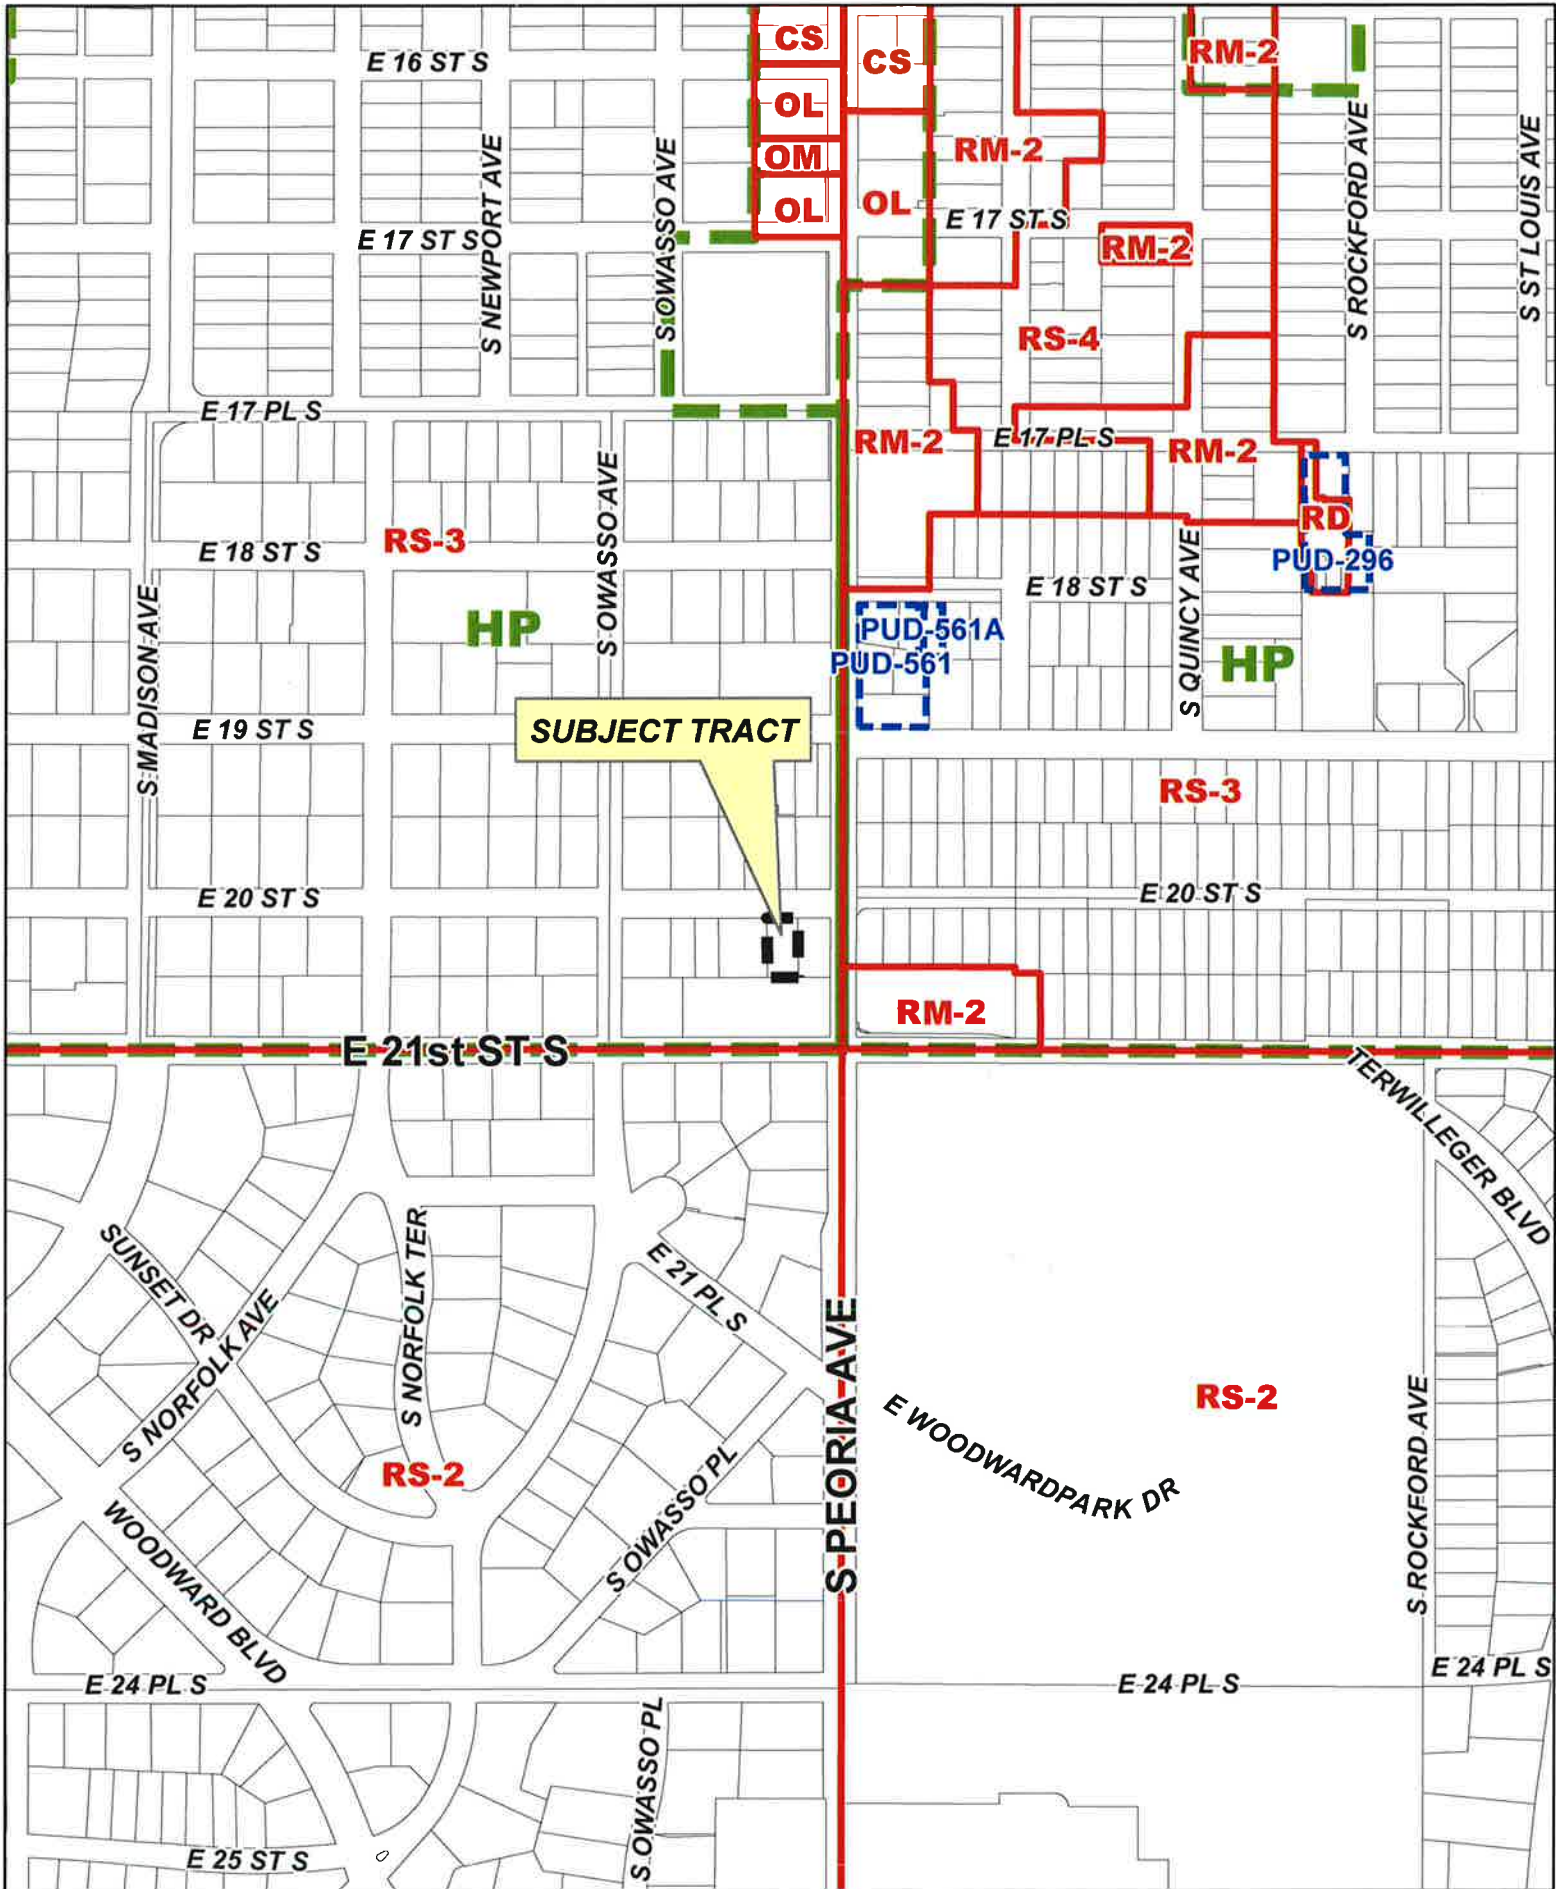 CS
CS
RM-2
E 16 ST S
OL
S NEWPORT AVE
S OWASSO AVE
OM
RM-2
S ROCKFORD AVE
S ST LOUIS AVE
OL
OL
E 17 ST S
E 17 ST S
RM-2
RS-4
E 17 PL S
RM-2
E 17 PL S
RM-2
S OWASSO AVE
RS-3
RD
E 18 ST S
PUD-296
S MADISON AVE
E 18 ST S
S QUINCY AVE
HP
PUD-561A
PUD-561
HP
E 19 ST S
SUBJECT TRACT
RS-3
E 20 ST S
E 20 ST S
RM-2
E 21st ST S
TERWILLEGER BLVD
SUNSET DR
S NORFOLK TER
E 21 PL S
S NORFOLK AVE
S PEORIA AVE
RS-2
E WOODWARDPARK DR
S ROCKFORD AVE
RS-2
S OWASSO PL
WOODWARD BLVD
E 24 PL S
E 24 PL S
E 24 PL S
S OWASSO PL
E 25 ST S